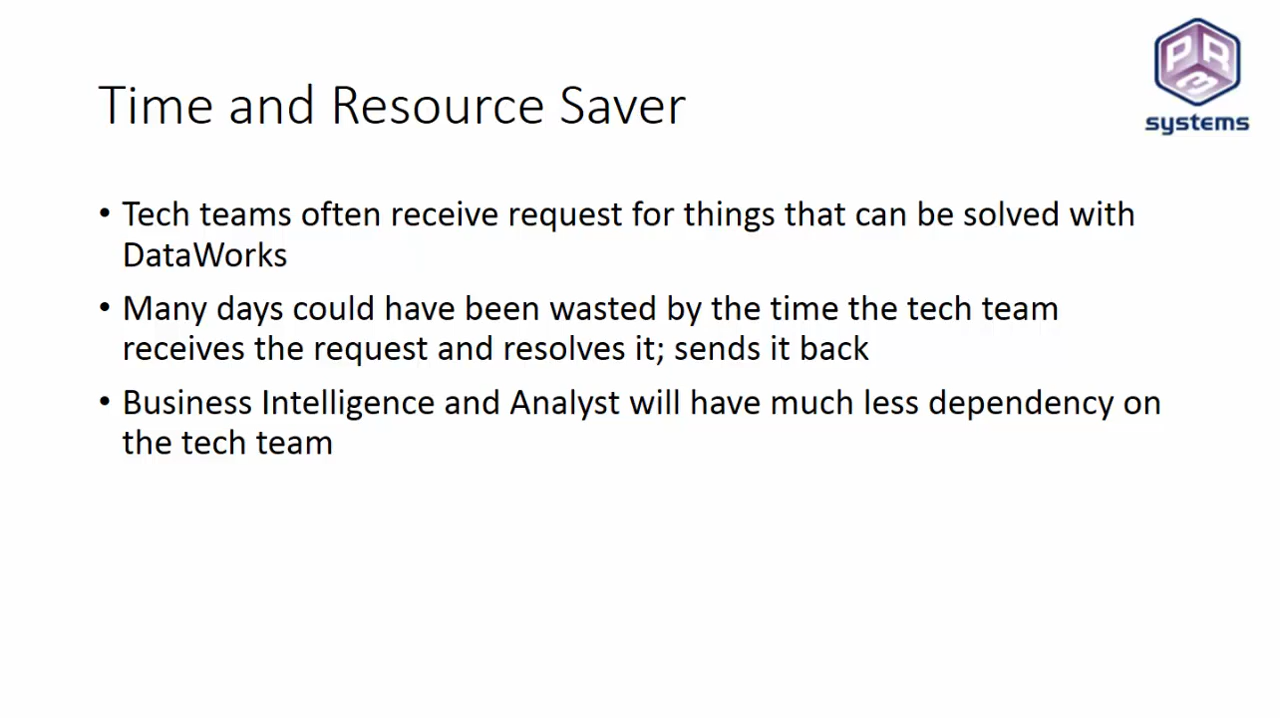 PR3
systems
Time and Resource Saver
• Tech teams often receive request for things that can be solved with
DataWorks
• Many days could have been wasted by the time the tech team
receives the request and resolves it; sends it back
• Business Intelligence and Analyst will have much less dependency on
the tech team